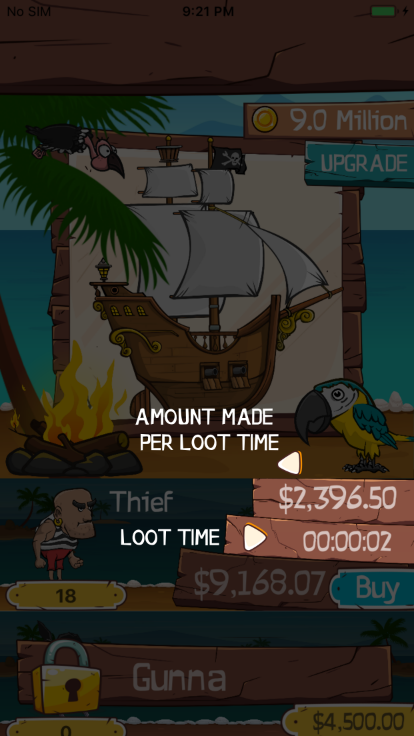 No SIM 9:21 PM
9.0 Million
UPGRADE
AMOUNT MADE
PER LOOT TIME
Thief $2,396.50
LOOT TIME 00:00:02
$9,168.07 Buy
18
Gunna
0 $4,500.00